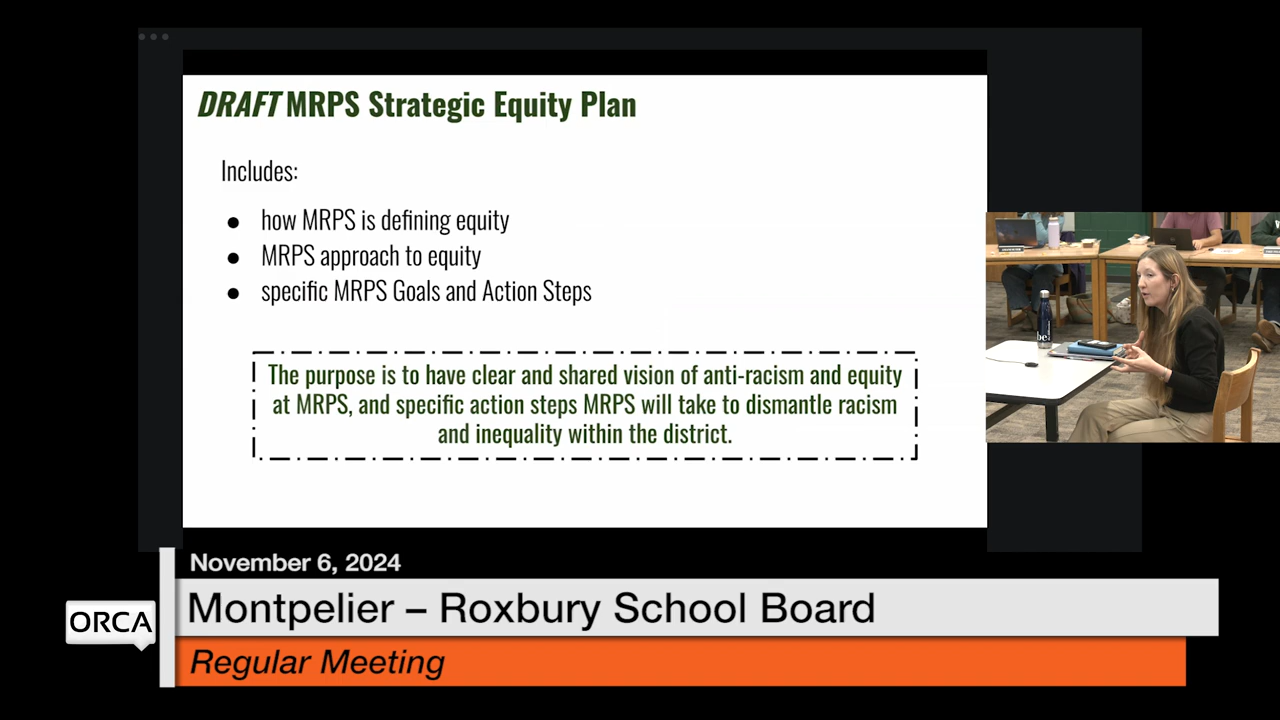 DRAFT MRPS Strategic Equity Plan
Includes:
● how MRPS is defining equity
● MRPS approach to equity
● specific MRPS Goals and Action Steps
The purpose is to have clear and shared vision of anti-racism and equity
at MRPS, and specific action steps MRPS will take to dismantle racism
and inequality within the district.
be!
November 6, 2024
ORCA
Montpelier – Roxbury School Board
Regular Meeting